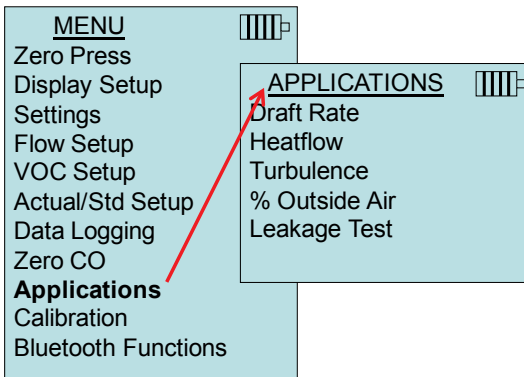 MENU
Zero Press
Display Setup
Settings
Flow Setup
VOC Setup
Actual/Std Setup
Data Logging
Zero CO
Applications
Calibration
Bluetooth Functions
APPLICATIONS
Draft Rate
Heatflow
Turbulence
% Outside Air
Leakage Test